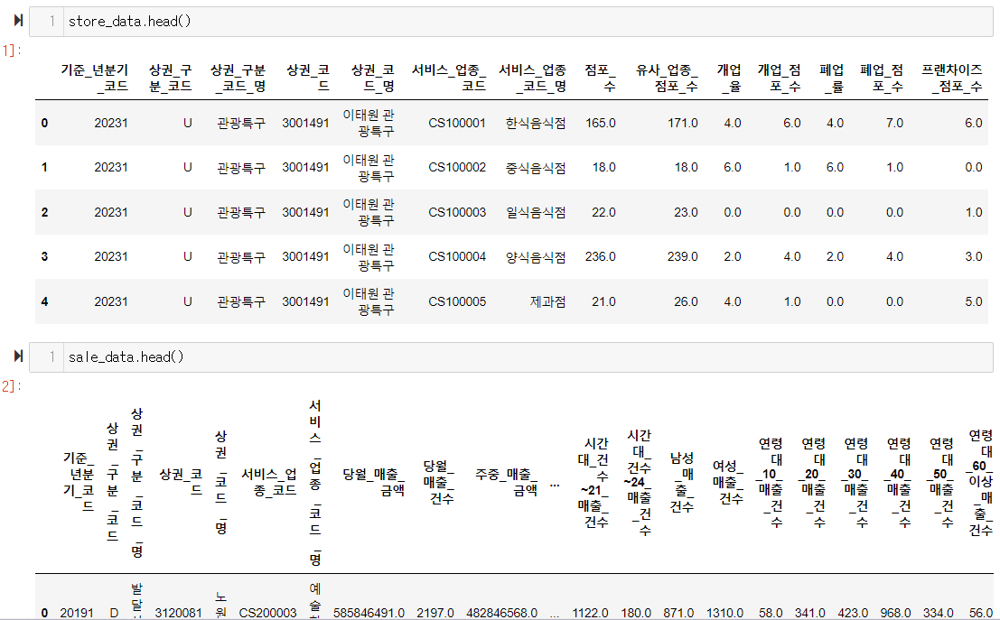 1 store_data.head()
1]:
기준_년분기_코드 상권_구분_코드 상권_구분_코드_명 상권_코드 상권_코드_명 서비스_업종_코드 서비스_업종_코드_명 점포_수 유사_업종_점포_수 개업_율 개업_점포_수 폐업_률 폐업_점포_수 프랜차이즈_점포_수
0 20231 U 관광특구 3001491 이태원 관광특구 CS100001 한식음식점 165.0 171.0 4.0 6.0 4.0 7.0 6.0
1 20231 U 관광특구 3001491 이태원 관광특구 CS100002 중식음식점 18.0 18.0 6.0 1.0 6.0 1.0 0.0
2 20231 U 관광특구 3001491 이태원 관광특구 CS100003 일식음식점 22.0 23.0 0.0 0.0 0.0 0.0 1.0
3 20231 U 관광특구 3001491 이태원 관광특구 CS100004 양식음식점 236.0 239.0 2.0 4.0 2.0 4.0 3.0
4 20231 U 관광특구 3001491 이태원 관광특구 CS100005 제과점 21.0 26.0 4.0 1.0 0.0 0.0 5.0
1 sale_data.head()
2]:
기준_년분기_코드 상권_구분_코드 상권_구분_코드_명 상권_코드 상권_코드_명 서비스_업종_코드 서비스_업종_코드_명 당월_매출_금액 당월_매출_건수 주중_매출_금액 ... 시간대_건수~21_매출_건수 시간대_건수~24_매출_건수 남성_매출_건수 여성_매출_건수 연령대_10_매출_건수 연령대_20_매출_건수 연령대_30_매출_건수 연령대_40_매출_건수 연령대_50_매출_건수 연령대_60_이상_매출_건수
0 20191 D 발달 3120081 노원 CS200003 예술 585846491.0 2197.0 482846568.0 ... 1122.0 180.0 871.0 1310.0 58.0 341.0 423.0 968.0 334.0 56.0